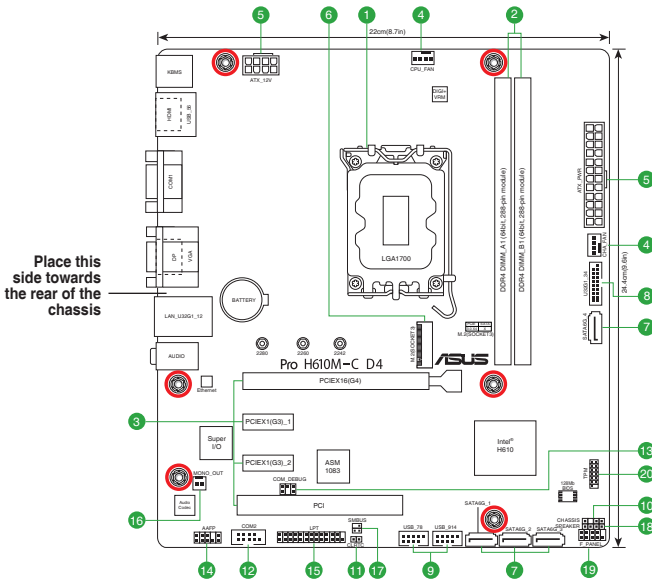 5
6
1
4
2
22cm(8.7in)
KBMS
ATX_12V
CPU_FAN
DIGI+
VRM
HDMI
USB_56
COM1
DP
VGA
ATX_PWR
5
DDR4 DIMM_A1 (64bit, 288-pin module)
DDR4 DIMM_B1 (64bit, 288-pin module)
LGA1700
CHA_FAN
4
24.4cm(9.6in)
Place this
side towards
the rear of the
chassis
U32G1_34
8
BATTERY
LAN_U32G1_12
SATA6G_4
7
M.2(SOCKET3)
M.2(SOCKET3)
AUDIO
2280
2260
2242
Pro H610M-C D4
ASUS
Ethernet
PCIEX16(G4)
3
PCIEX1(G3)_1
Super
I/O
Intel®
H610
13
PCIEX1(G3)_2
ASM
1083
MONO_OUT
COM_DEBUG
128Mb
BIOS
TPM
20
16
Audio
Codec
PCI
SATA6G_1
10
AAFP
COM2
LPT
SMBUS
CLRTC
USB_78
USB_914
SATA6G_2
SATA6G_3
CHASSIS
SPEAKER
18
F_PANEL
14
12
15
11
17
9
7
19